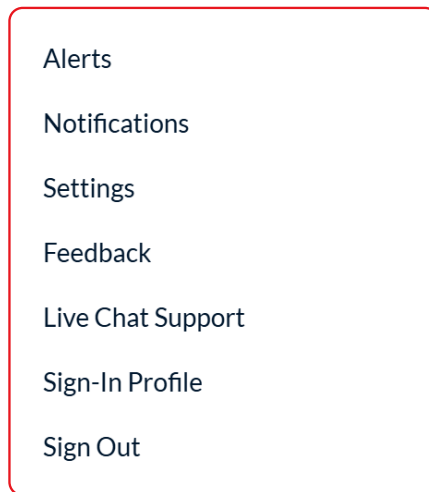 Alerts
Notifications
Settings
Feedback
Live Chat Support
Sign-In Profile
Sign Out